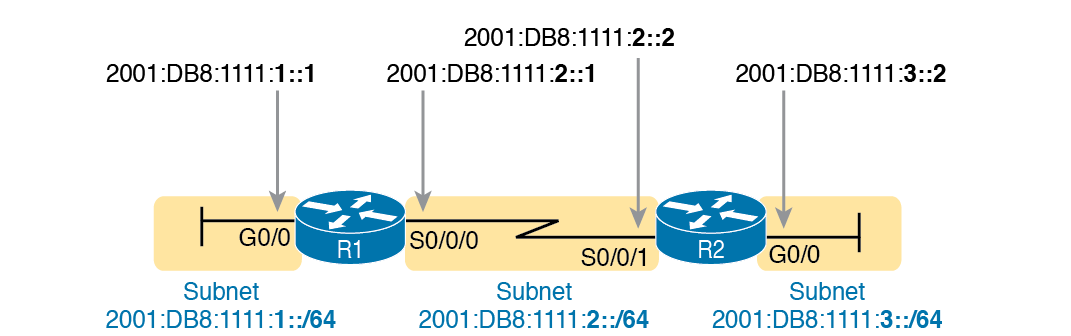 2001:DB8:1111:2::2
2001:DB8:1111:1::1
2001:DB8:1111:2::1
2001:DB8:1111:3::2
G0/0
R1
S0/0/0
S0/0/1
R2
G0/0
Subnet
2001:DB8:1111:1::/64
Subnet
2001:DB8:1111:2::/64
Subnet
2001:DB8:1111:3::/64